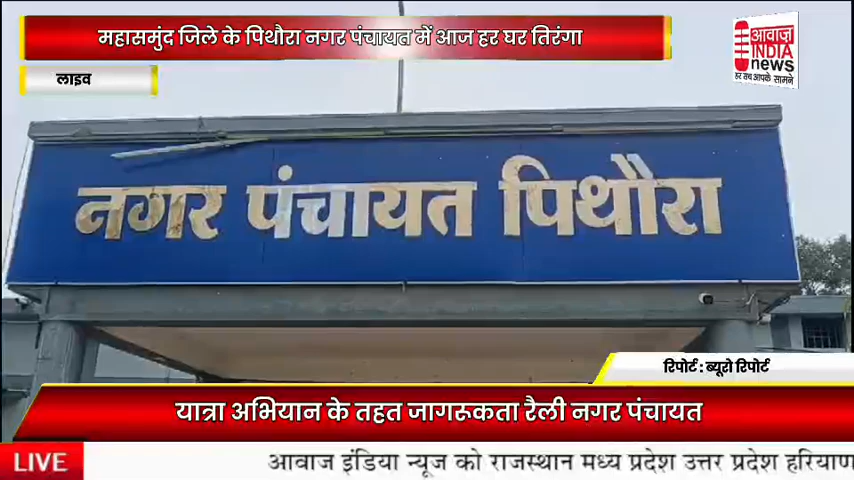 महासमुंद जिले के पिथौरा नगर पंचायत में आज हर घर तिरंगा
आवाज़
INDIA
news
हर सच आपके सामने
लाइव
नगर पंचायत पिथौरा
रिपोर्ट : ब्यूरो रिपोर्ट
यात्रा अभियान के तहत जागरूकता रैली नगर पंचायत
LIVE
आवाज इंडिया न्यूज को राजस्थान मध्य प्रदेश उत्तर प्रदेश हरियाण